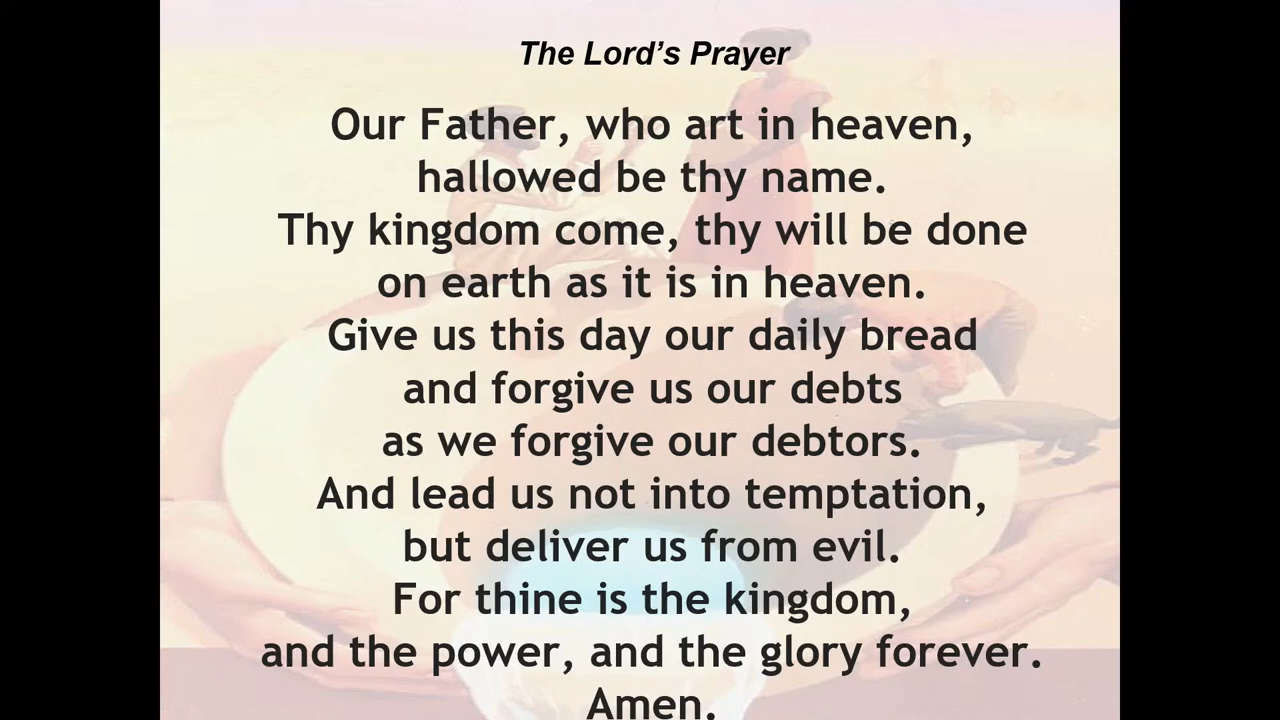 The Lord’s Prayer
Our Father, who art in heaven,
hallowed be thy name.
Thy kingdom come, thy will be done
on earth as it is in heaven.
Give us this day our daily bread
and forgive us our debts
as we forgive our debtors.
And lead us not into temptation,
but deliver us from evil.
For thine is the kingdom,
and the power, and the glory forever.
Amen.